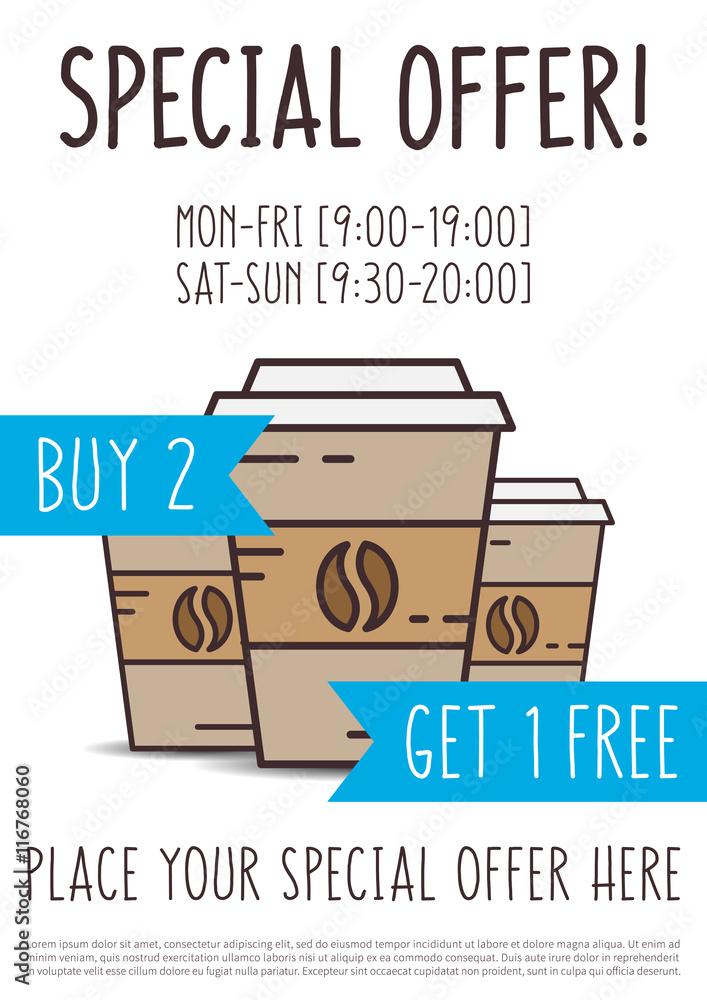 SPECIAL OFFER!
MON-FRI [9:00-19:00]
SAT-SUN [9:30-20:00]
BUY 2
GET 1 FREE
PLACE YOUR SPECIAL OFFER HERE
Lorem ipsum dolor sit amet, consectetur adipiscing elit, sed do eiusmod tempor incididunt ut labore et dolore magna aliqua. Ut enim ad
minim veniam, quis nostrud exercitation ullamco laboris nisi ut aliquip ex ea commodo consequat. Duis aute irure dolor in reprehenderit
in voluptate velit esse cillum dolore eu fugiat nulla pariatur. Excepteur sint occaecat cupidatat non proident, sunt in culpa qui officia deserunt.
Adobe Stock | #116768060